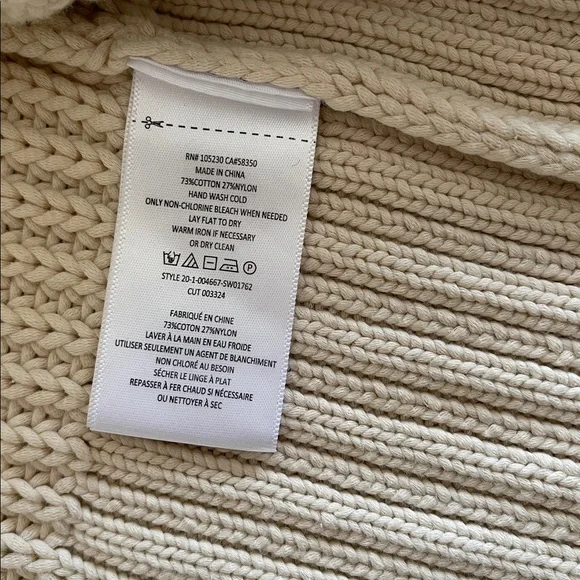 RN# 105230 CA#58350
MADE IN CHINA
73%COTTON 27%NYLON
HAND WASH COLD
ONLY NON-CHLORINE BLEACH WHEN NEEDED
LAY FLAT TO DRY
WARM IRON IF NECESSARY
OR DRY CLEAN
P
STYLE 20-1-004667-SW01762
CUT 003324
FABRIQUÉ EN CHINE
73%COTTON 27%NYLON
LAVER À LA MAIN EN EAU FROIDE
UTILISER SEULEMENT UN AGENT DE BLANCHIMENT
NON CHLORÉ AU BESOIN
SÉCHER LE LINGE À PLAT
REPASSER À FER CHAUD SI NÉCESSAIRE
OU NETTOYER À SEC